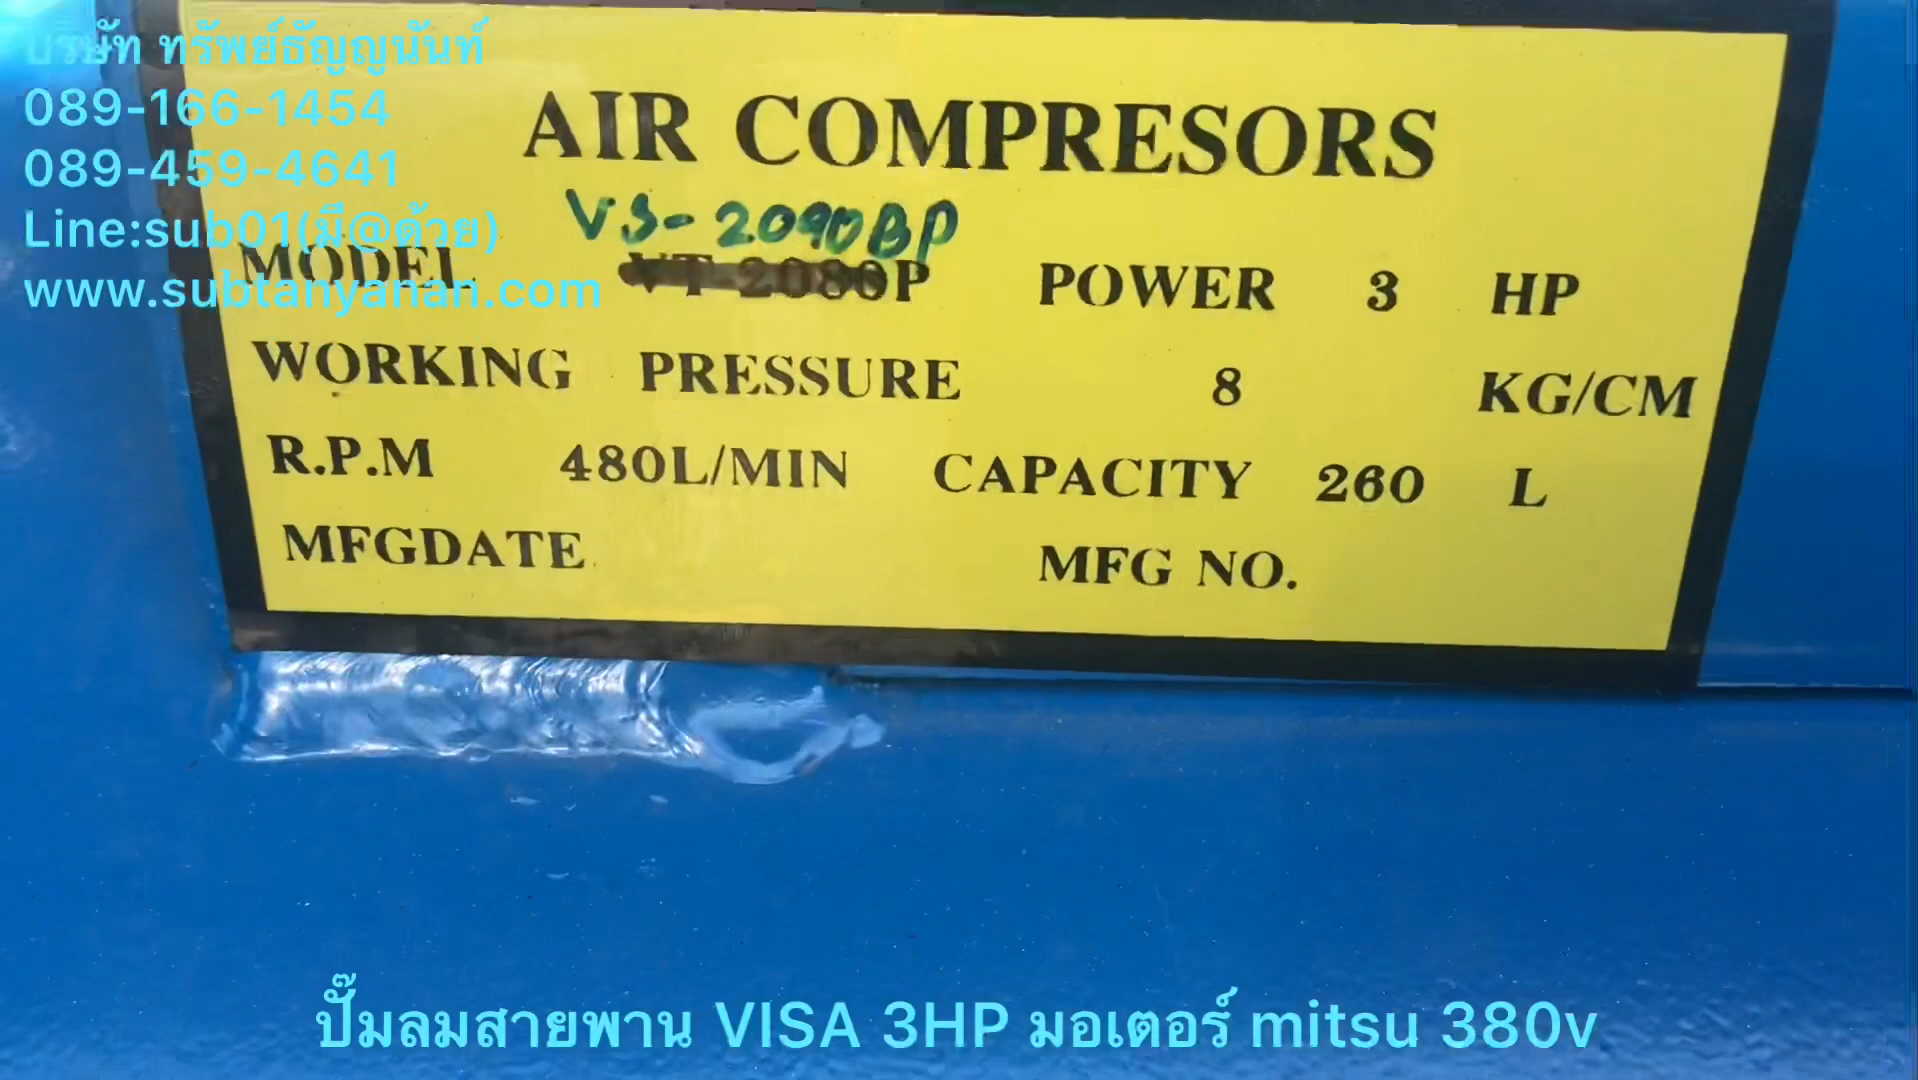 บริษัท ทรัพย์ธัญญนันท์
089-166-1454
089-459-4641
Line:sub01(มี@ด้วย)
www.subtanyanan.com
AIR COMPRESORS
VS-2090BP
MODEL VT-2080P POWER 3 HP
WORKING PRESSURE 8 KG/CM
R.P.M 480L/MIN CAPACITY 260 L
MFGDATE MFG NO.
ปั๊มลมสายพาน VISA 3HP มอเตอร์ mitsu 380v